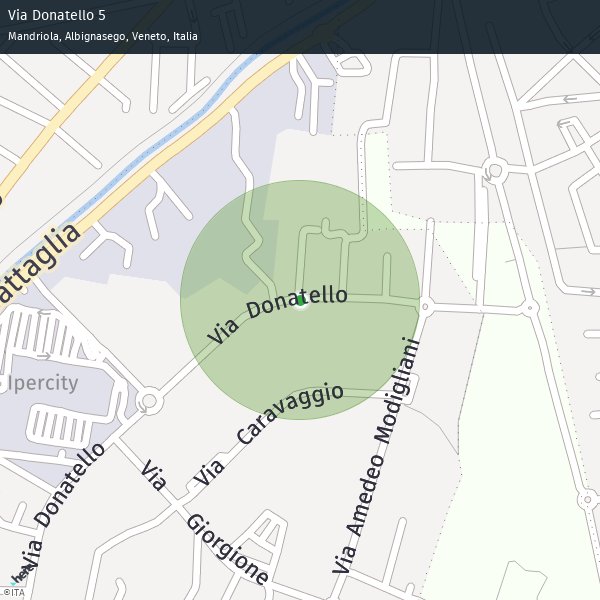 Via Donatello 5
Mandriola, Albignasego, Veneto, Italia
attaglia
Via Donatello
Ipercity
Via Caravaggio
Via Amedeo Modigliani
Via Donatello
Via Giorgione
here
©ITA